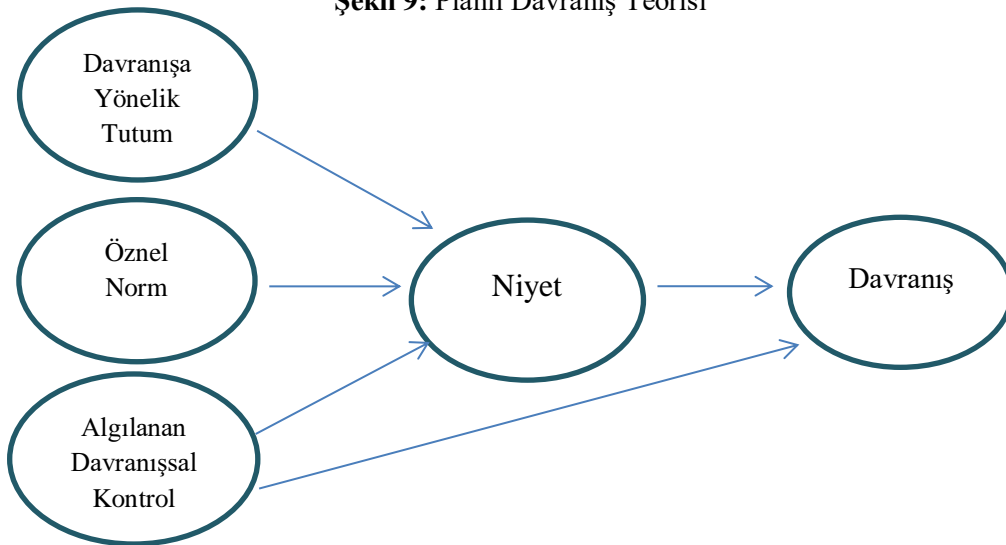 Şekil 9: Planlı Davranış Teorisi
Davranışa
Yönelik
Tutum
Öznel
Norm
Algılanan
Davranışsal
Kontrol
Niyet
Davranış